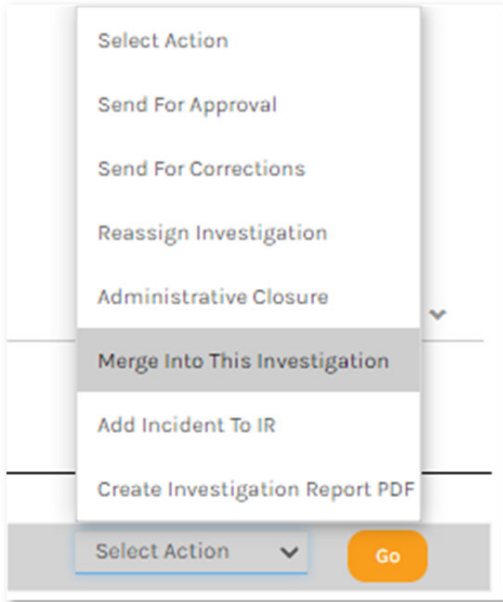 Select Action
Send For Approval
Send For Corrections
Reassign Investigation
Administrative Closure
Merge Into This Investigation
Add Incident To IR
Create Investigation Report PDF
Select Action
Go